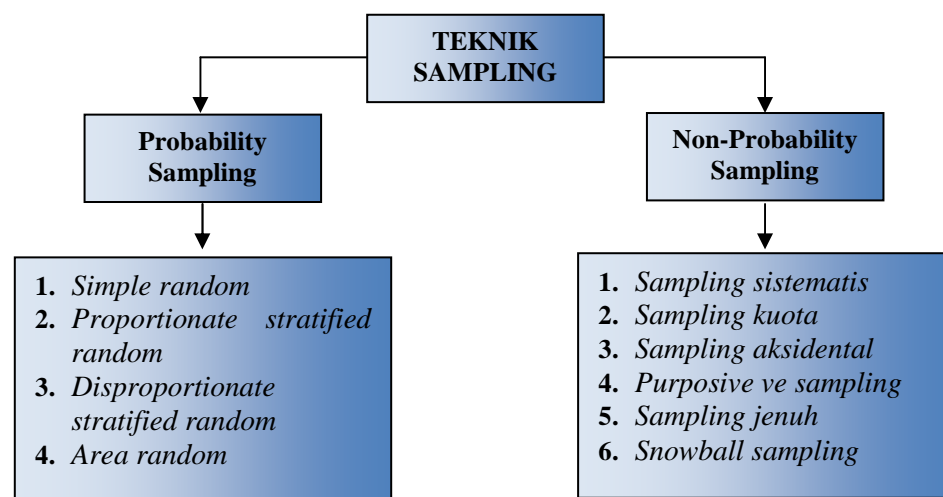 TEKNIK
SAMPLING
Probability
Sampling
Non-Probability
Sampling
1. Simple random
2. Proportionate stratified
random
3. Disproportionate
stratified random
4. Area random
1. Sampling sistematis
2. Sampling kuota
3. Sampling aksidental
4. Purposive ve sampling
5. Sampling jenuh
6. Snowball sampling